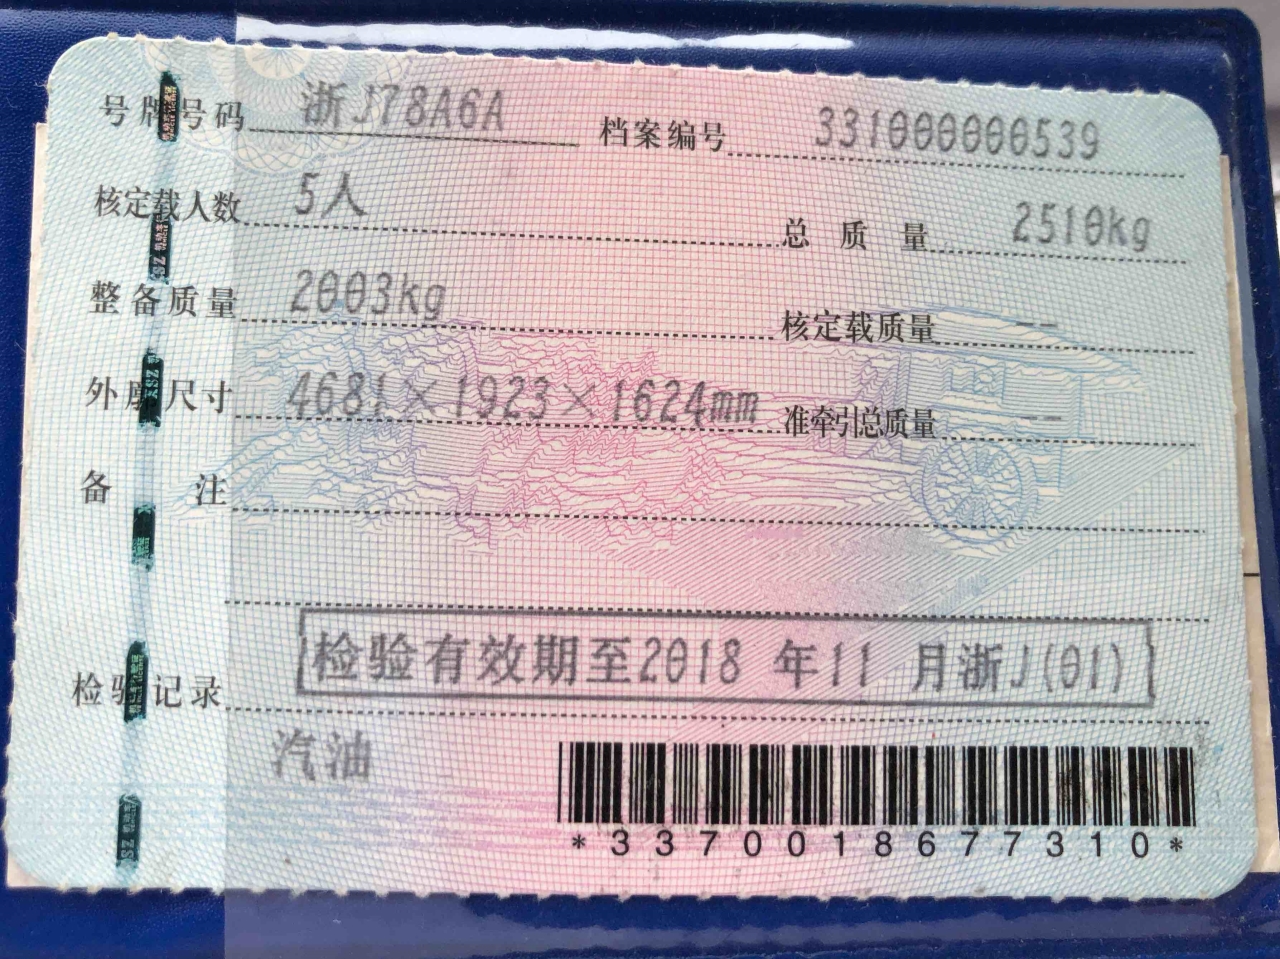 号牌号码 浙J78A6A 档案编号 331000000539
核定载人数 5人 总质量 2510kg
整备质量 2003kg 核定载质量 --
外廓尺寸 4681×1923×1624mm 准牵引总质量 --
备注
检验记录 检验有效期至2018 年11 月浙J(01)
汽油
*3370018677310*